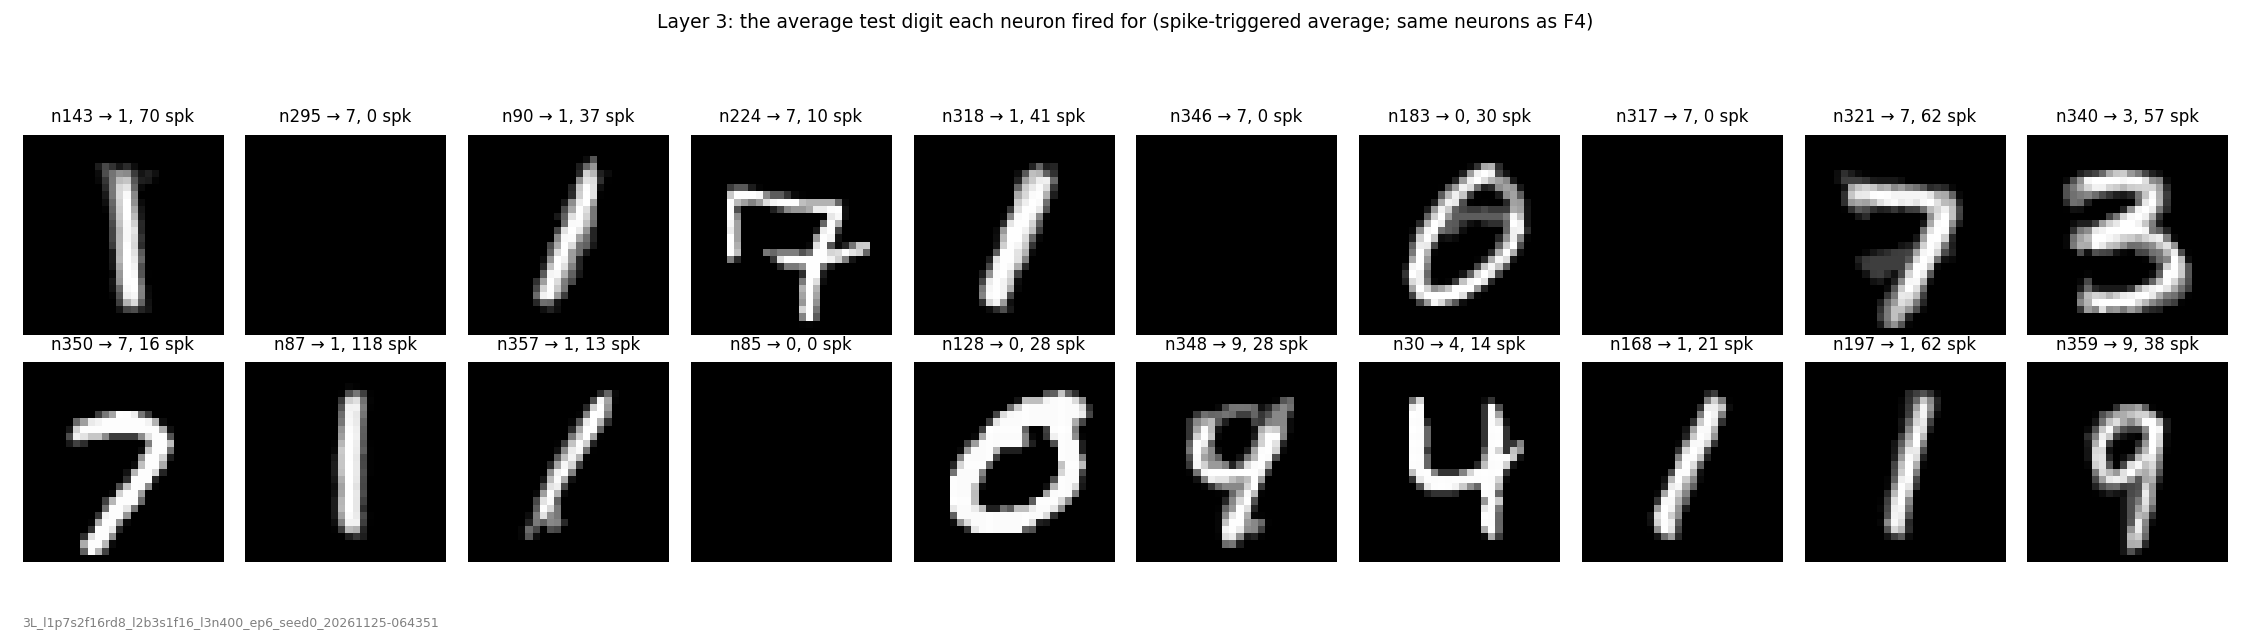 Layer 3: the average test digit each neuron fired for (spike-triggered average; same neurons as F4)
n143 → 1, 70 spk
n295 → 7, 0 spk
n90 → 1, 37 spk
n224 → 7, 10 spk
n318 → 1, 41 spk
n346 → 7, 0 spk
n183 → 0, 30 spk
n317 → 7, 0 spk
n321 → 7, 62 spk
n340 → 3, 57 spk
n350 → 7, 16 spk
n87 → 1, 118 spk
n357 → 1, 13 spk
n85 → 0, 0 spk
n128 → 0, 28 spk
n348 → 9, 28 spk
n30 → 4, 14 spk
n168 → 1, 21 spk
n197 → 1, 62 spk
n359 → 9, 38 spk
3L_l1p7s2f16rd8_l2b3s1f16_l3n400_ep6_seed0_20261125-064351